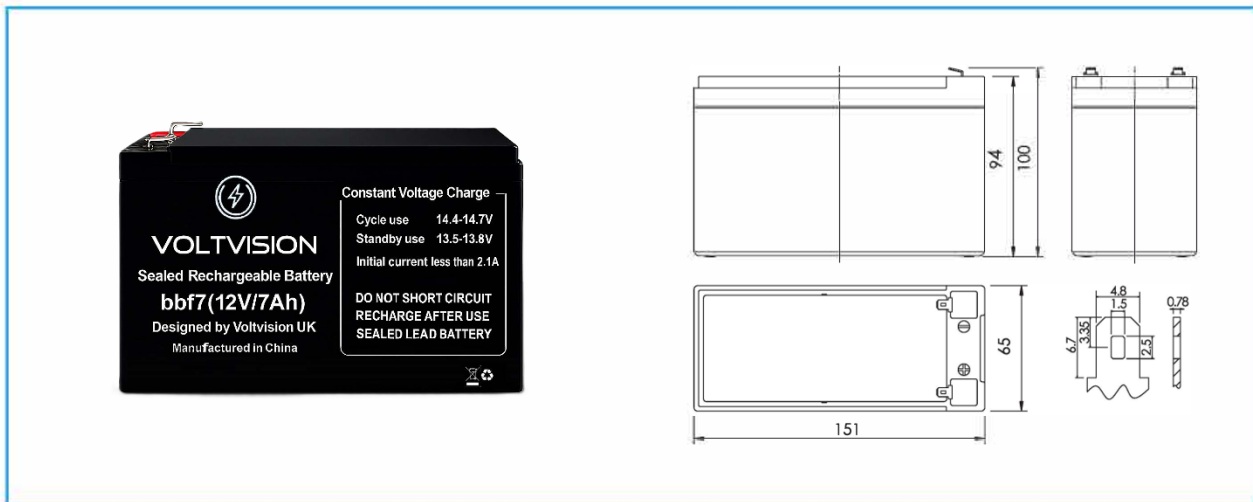 VOLTVISION
Sealed Rechargeable Battery
bbf7(12V/7Ah)
Designed by Voltvision UK
Manufactured in China
Constant Voltage Charge
Cycle use 14.4-14.7V
Standby use 13.5-13.8V
Initial current less than 2.1A
DO NOT SHORT CIRCUIT
RECHARGE AFTER USE
SEALED LEAD BATTERY
94
100
65
151
4.8
1.5
0.78
6.7
3.35
2.5